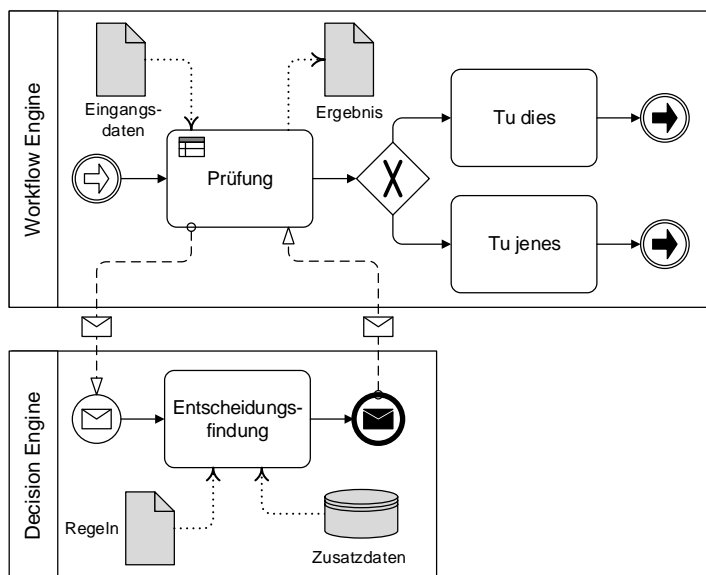 Workflow Engine
Eingangs-
daten
Ergebnis
Prüfung
Tu dies
Tu jenes
Decision Engine
Entscheidungs-
findung
Regeln
Zusatzdaten